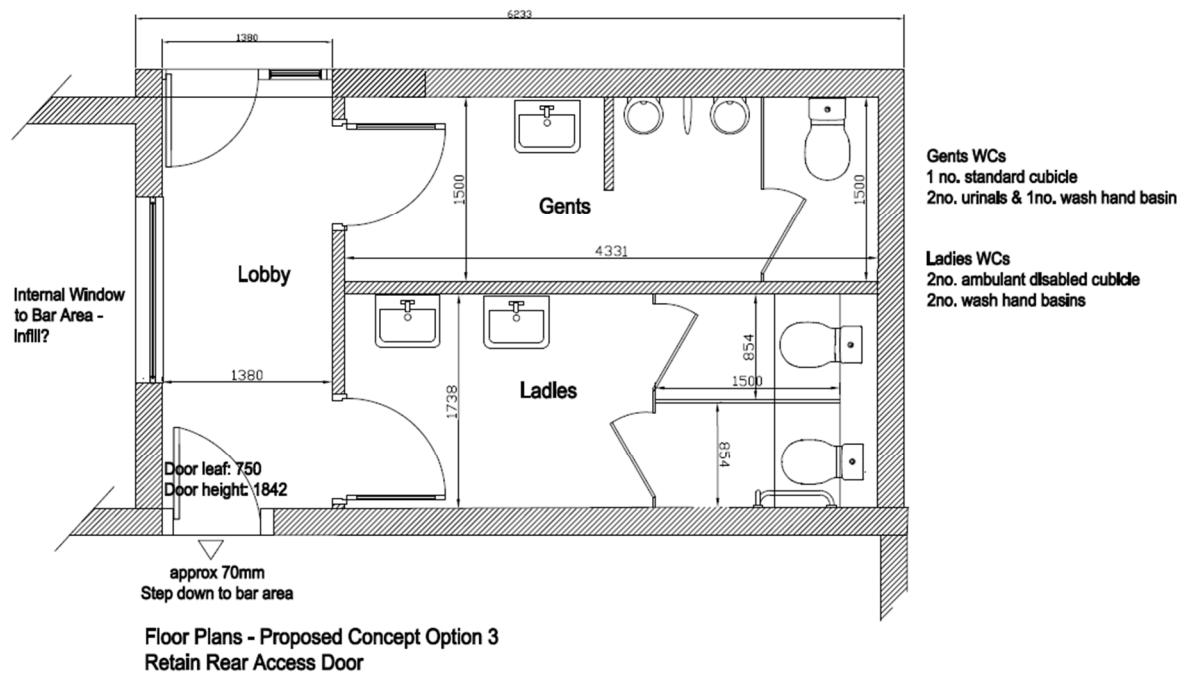 6233
1380
Gents WCs
1 no. standard cubicle
2no. urinals & 1no. wash hand basin
1500
1500
Gents
4331
Lobby
Ladies WCs
2no. ambulant disabled cubicle
2no. wash hand basins
Internal Window
to Bar Area -
Infill?
854
1380
1500
Ladies
1738
854
Door leaf: 750
Door height: 1842
approx 70mm
Step down to bar area
Floor Plans - Proposed Concept Option 3
Retain Rear Access Door